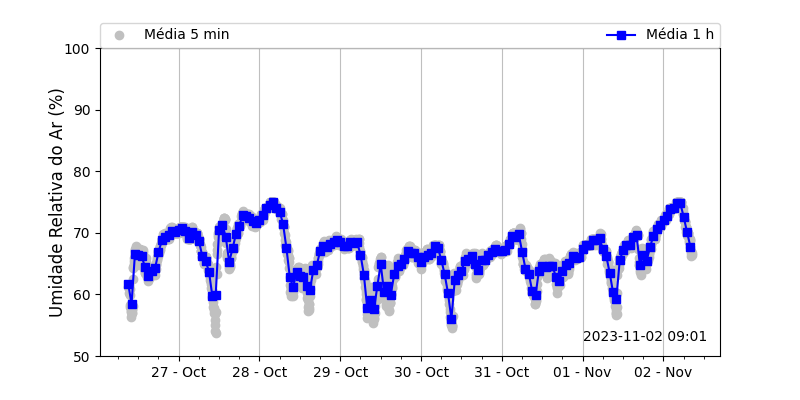 Média 5 min
Média 1 h
Umidade Relativa do Ar (%)
100
90
80
70
60
50
2023-11-02 09:01
27 - Oct
28 - Oct
29 - Oct
30 - Oct
31 - Oct
01 - Nov
02 - Nov